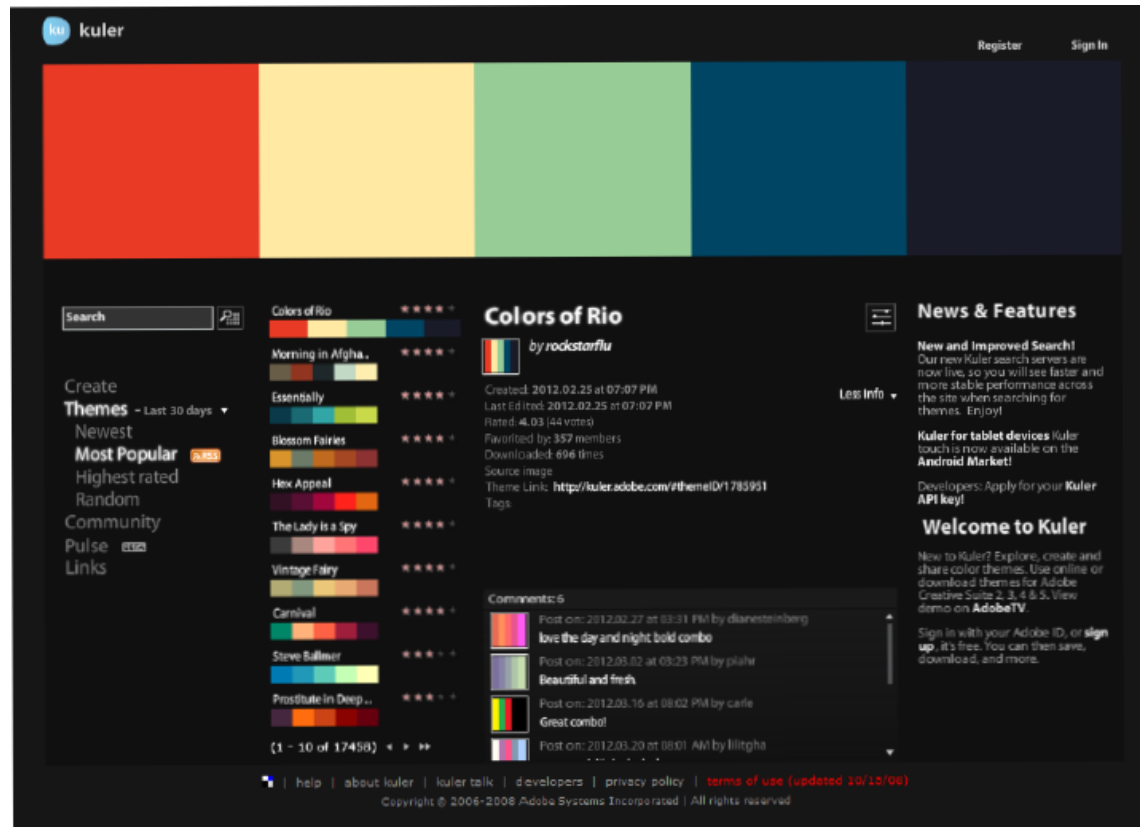 ku kuler
Register Sign In
Search
Create
Themes - Last 30 days
Newest
Most Popular RSS
Highest rated
Random
Community
Pulse
Links
Colors of Rio
Morning in Afgha..
Essentially
Blossom Fairies
Hex Appeal
The Lady is a Spy
Vintage Fairy
Carnival
Steve Ballmer
Prostitute in Deep ..
(1 - 10 of 17458)
Colors of Rio
by rockstarflu
Created: 2012.02.25 at 07:07 PM
Last Edited: 2012.02.25 at 07:07 PM
Rated: 4.03 (44 votes)
Favorited by: 357 members
Downloaded: 696 times
Source image
Theme Link: http://kuler.adobe.com/#themeID/1785951
Tags
Less Info
Comments: 6
Post on: 2012.02.27 at 03:31 PM by dianesteinberg
love the day and night bold combo
Post on: 2012.03.02 at 03:23 PM by piahr
Beautiful and fresh.
Post on: 2012.03.16 at 08:02 PM by carle
Great combo!
Post on: 2012.03.20 at 08:01 AM by lilitgha
News & Features
New and Improved Search!
Our new Kuler search servers are
now live, so you will see faster and
more stable performance across
the site when searching for
themes. Enjoy!
Kuler for tablet devices Kuler
touch is now available on the
Android Market!
Developers: Apply for your Kuler
API key!
Welcome to Kuler
New to Kuler? Explore, create and
share color themes. Use online or
download themes for Adobe
Creative Suite 2, 3, 4 & 5. View
demo on AdobeTV.
Sign in with your Adobe ID, or sign
up, it's free. You can then save,
download, and more.
| help | about kuler | kuler talk | developers | privacy policy | terms of use (updated 10/15/08)
Copyright © 2006-2008 Adobe Systems Incorporated | All rights reserved